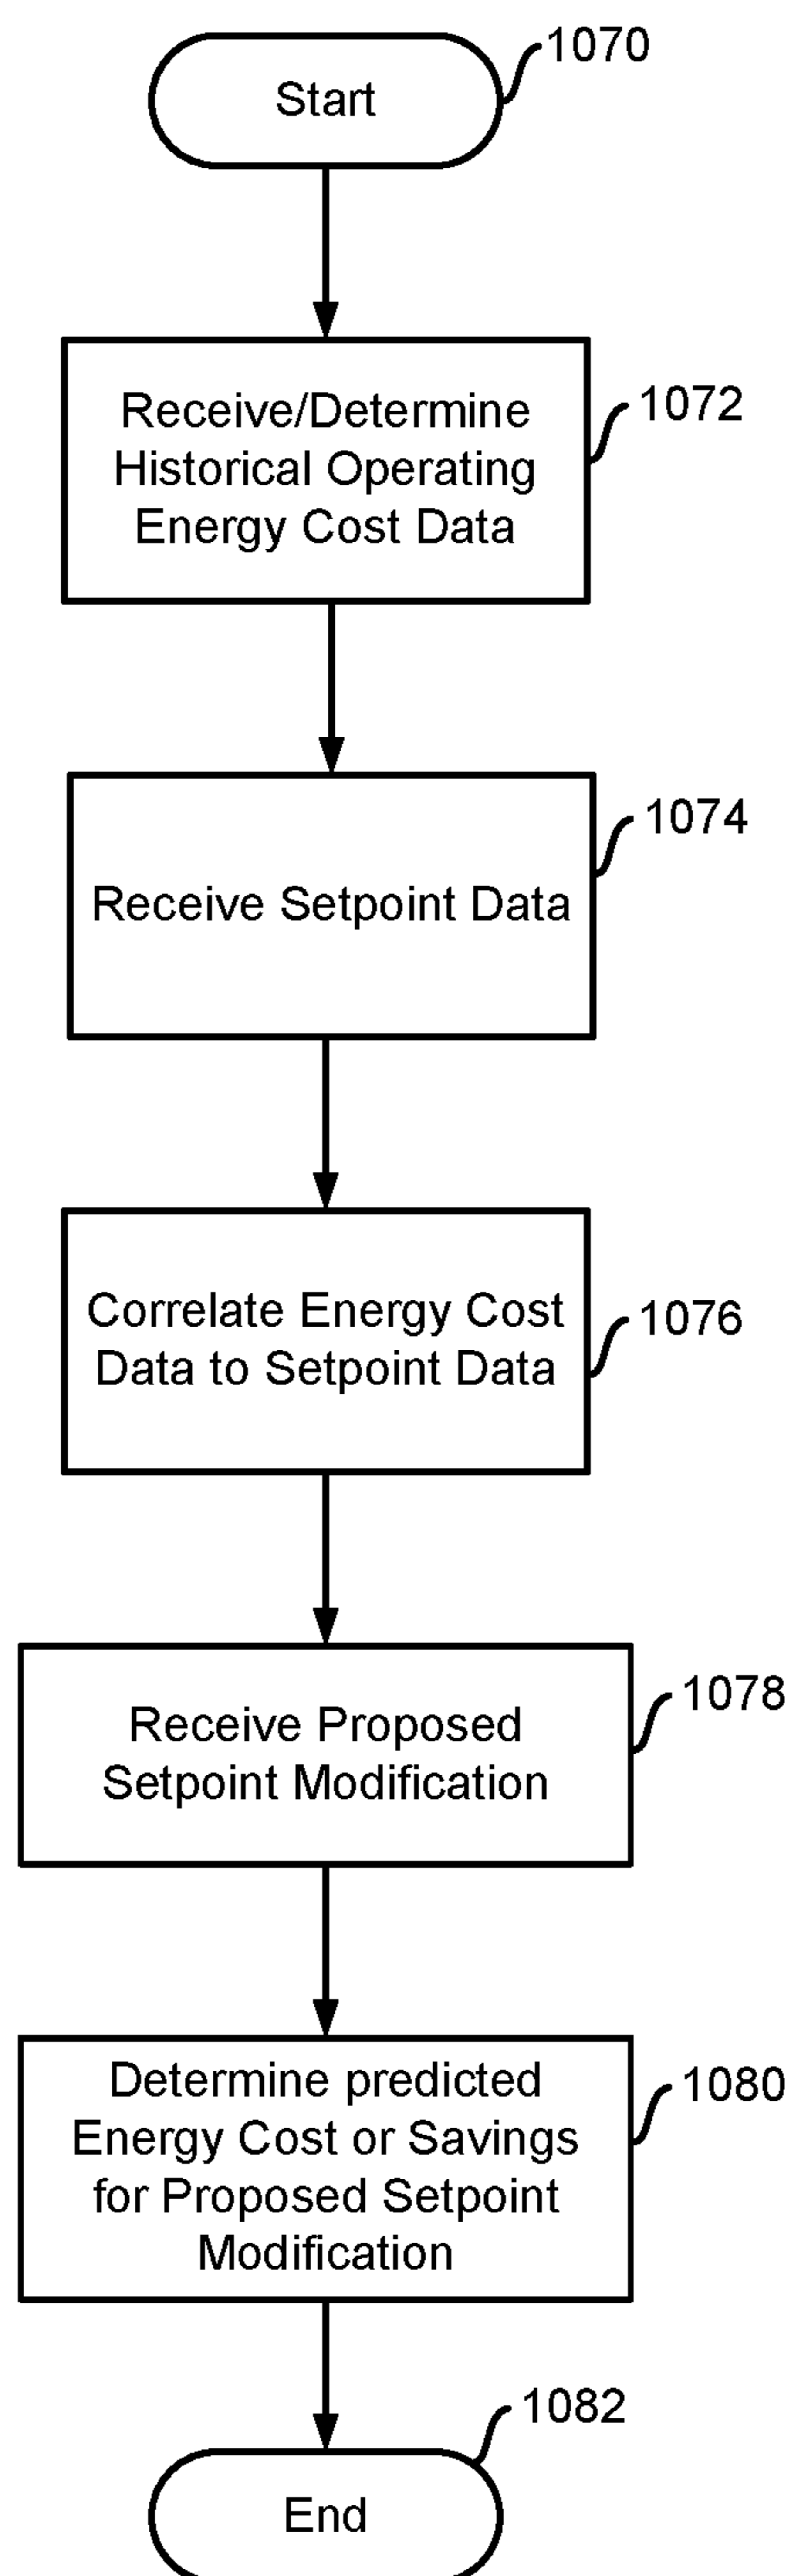 1070
Start
1072
Receive/Determine
Historical Operating
Energy Cost Data
1074
Receive Setpoint Data
1076
Correlate Energy Cost
Data to Setpoint Data
1078
Receive Proposed
Setpoint Modification
1080
Determine predicted
Energy Cost or Savings
for Proposed Setpoint
Modification
1082
End